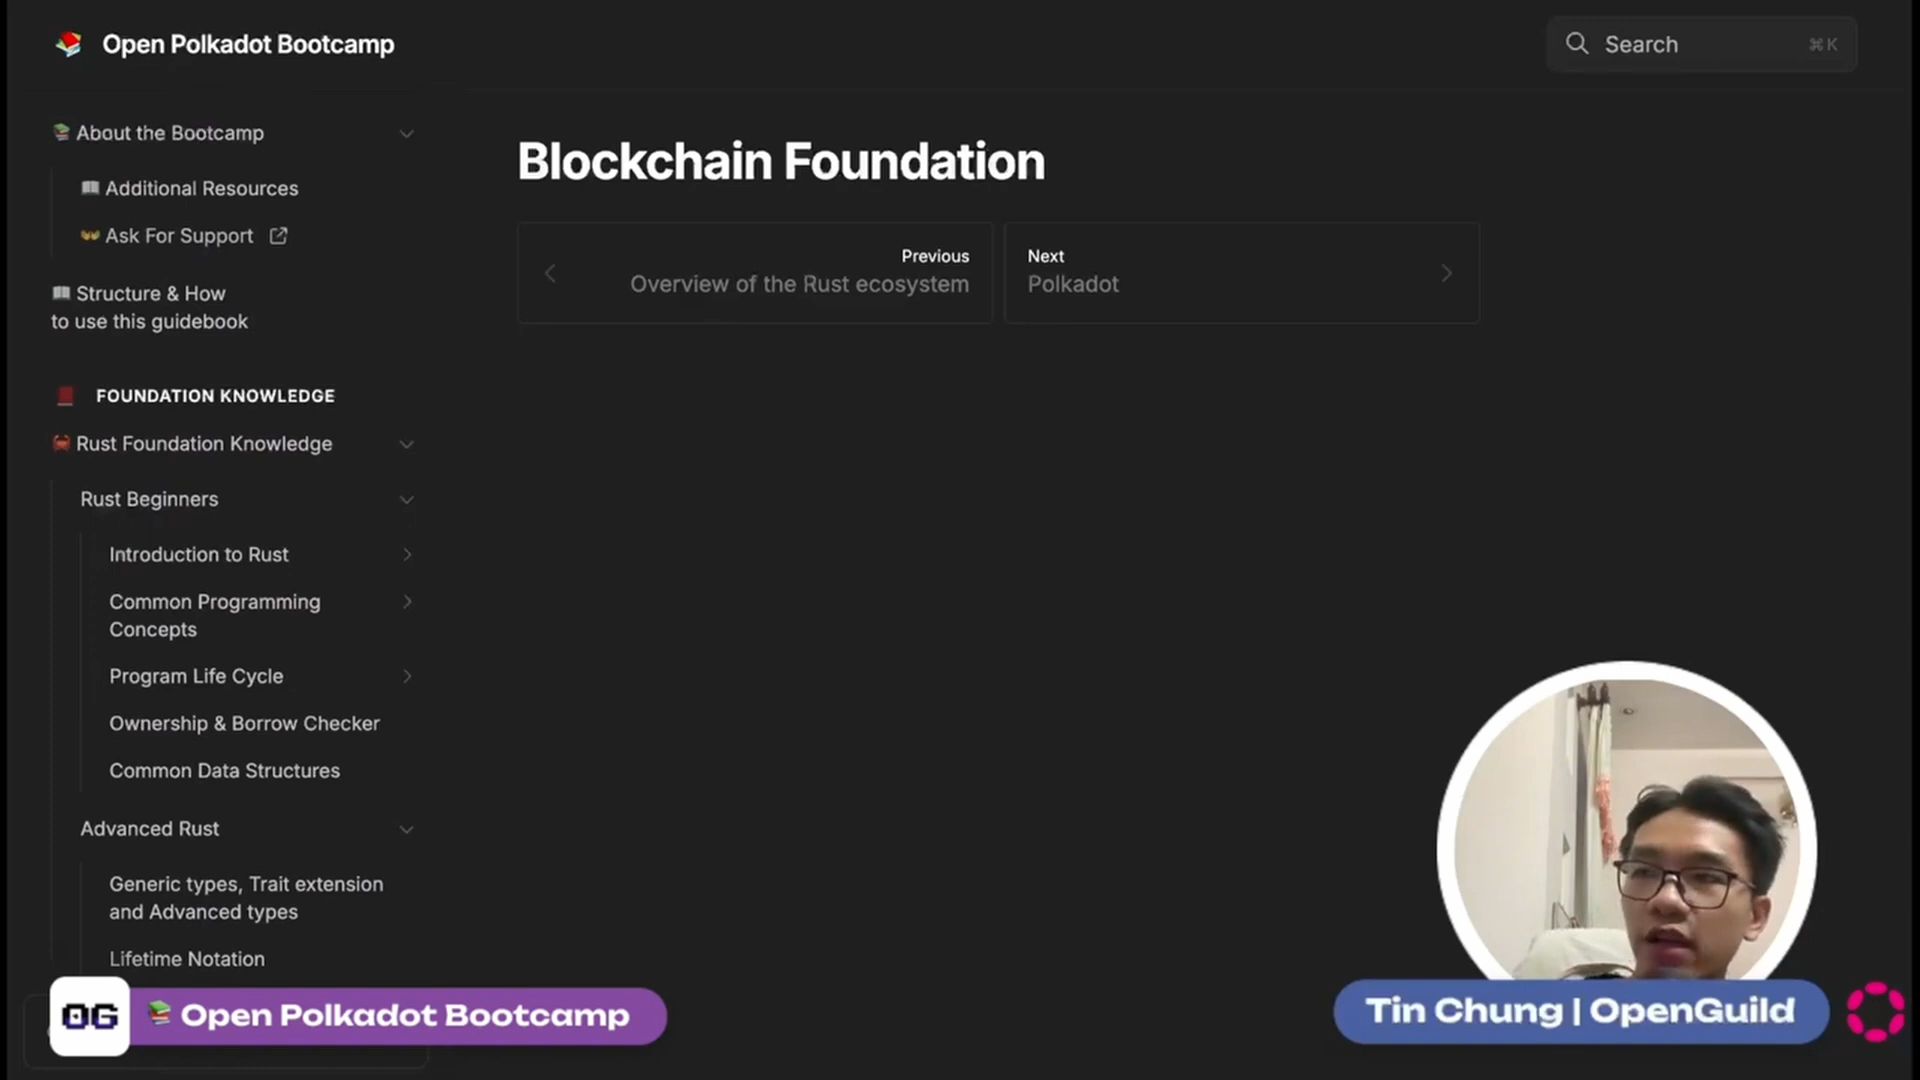 Open Polkadot Bootcamp
Search
⌘ K
About the Bootcamp
Additional Resources
Ask For Support
Structure & How
to use this guidebook
FOUNDATION KNOWLEDGE
Rust Foundation Knowledge
Rust Beginners
Introduction to Rust
Common Programming
Concepts
Program Life Cycle
Ownership & Borrow Checker
Common Data Structures
Advanced Rust
Generic types, Trait extension
and Advanced types
Lifetime Notation
Blockchain Foundation
Previous
Overview of the Rust ecosystem
Next
Polkadot
OG
Open Polkadot Bootcamp
Tin Chung | OpenGuild